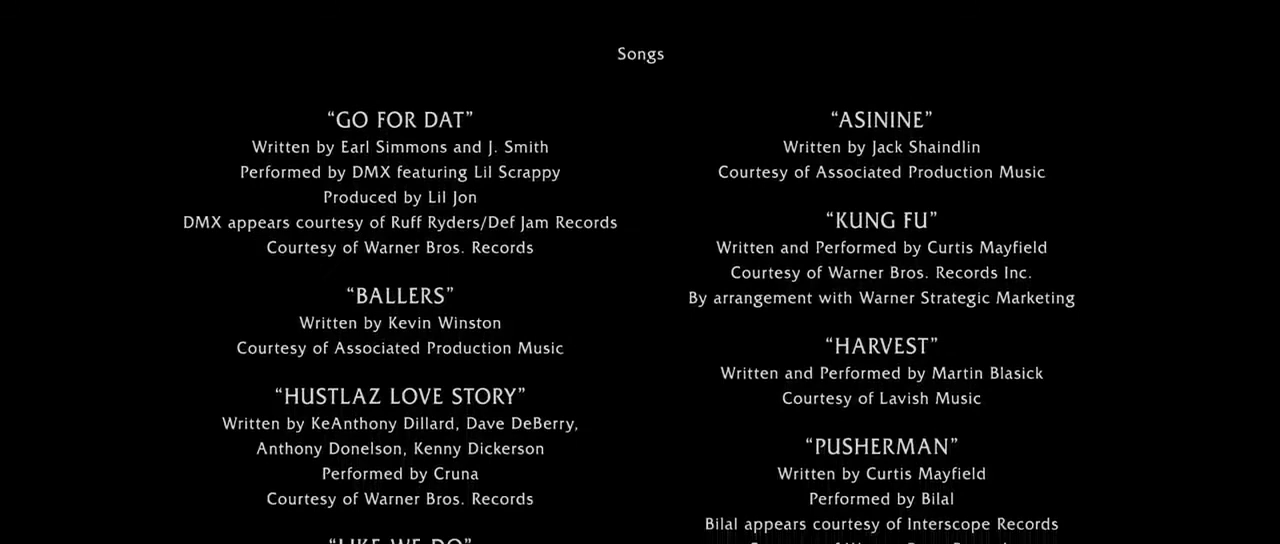 Songs
“GO FOR DAT”
Written by Earl Simmons and J. Smith
Performed by DMX featuring Lil Scrappy
Produced by Lil Jon
DMX appears courtesy of Ruff Ryders/Def Jam Records
Courtesy of Warner Bros. Records
“BALLERS”
Written by Kevin Winston
Courtesy of Associated Production Music
“HUSTLAZ LOVE STORY”
Written by KeAnthony Dillard, Dave DeBerry,
Anthony Donelson, Kenny Dickerson
Performed by Cruna
Courtesy of Warner Bros. Records
“LIKE WE DO”
“ASININE”
Written by Jack Shaindlin
Courtesy of Associated Production Music
“KUNG FU”
Written and Performed by Curtis Mayfield
Courtesy of Warner Bros. Records Inc.
By arrangement with Warner Strategic Marketing
“HARVEST”
Written and Performed by Martin Blasick
Courtesy of Lavish Music
“PUSHERMAN”
Written by Curtis Mayfield
Performed by Bilal
Bilal appears courtesy of Interscope Records